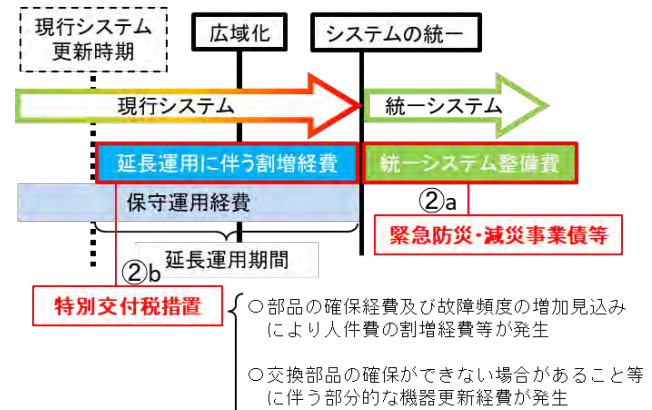 現行システム
更新時期
広域化
システムの統一
現行システム
統一システム
延長運用に伴う割増経費
統一システム整備費
保守運用経費
②a
緊急防災・減災事業債等
延長運用期間
②b
特別交付税措置
○部品の確保経費及び故障頻度の増加見込み
により人件費の割増経費等が発生
○交換部品の確保ができない場合があること等
に伴う部分的な機器更新経費が発生